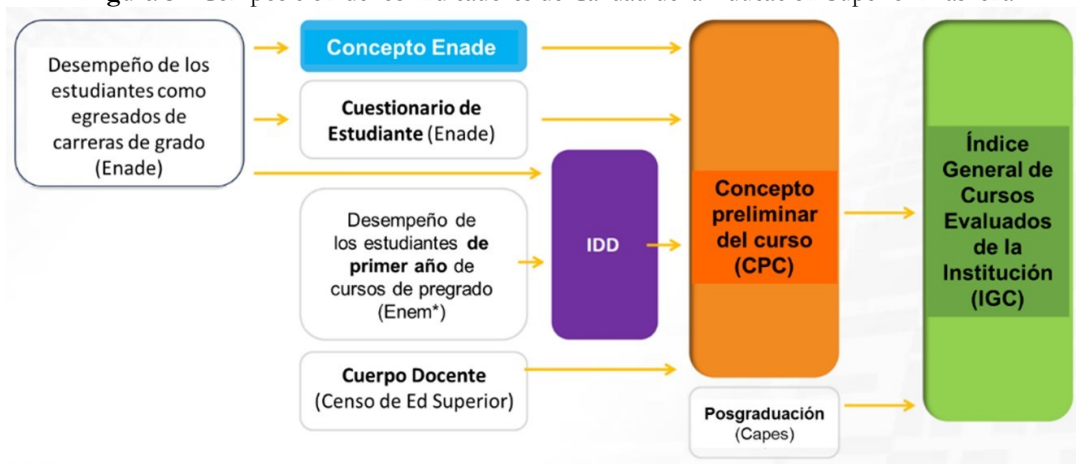 Desempeño de los
estudiantes como
egresados de
carreras de grado
(Enade)
Concepto Enade
Cuestionario de
Estudiante (Enade)
Desempeño de
los estudiantes de
primer año de
cursos de pregrado
(Enem*)
IDD
Cuerpo Docente
(Censo de Ed Superior)
Concepto
preliminar
del curso
(CPC)
Posgraduación
(Capes)
Índice
General de
Cursos
Evaluados
de la
Institución
(IGC)